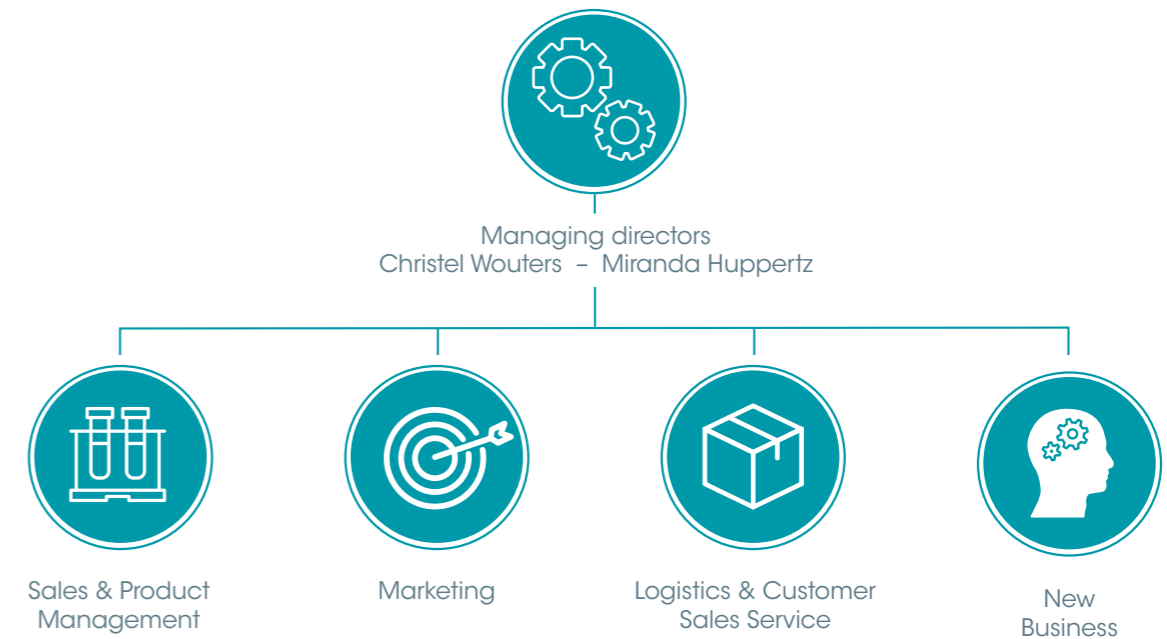 Managing directors
Christel Wouters – Miranda Huppertz
Sales & Product
Management
Marketing
Logistics & Customer
Sales Service
New
Business